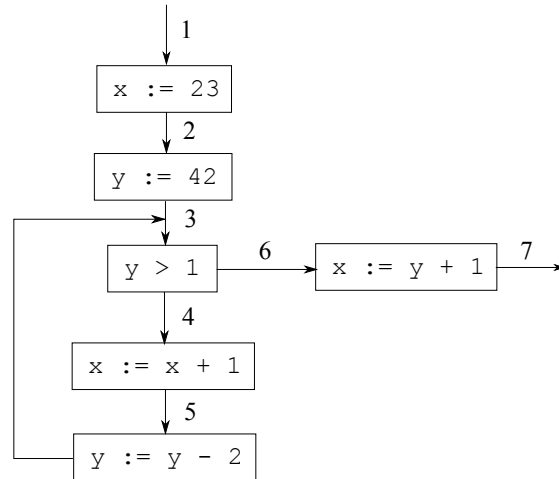 1
x := 23
2
y := 42
3
y > 1
6
x := y + 1
7
4
x := x + 1
5
y := y - 2